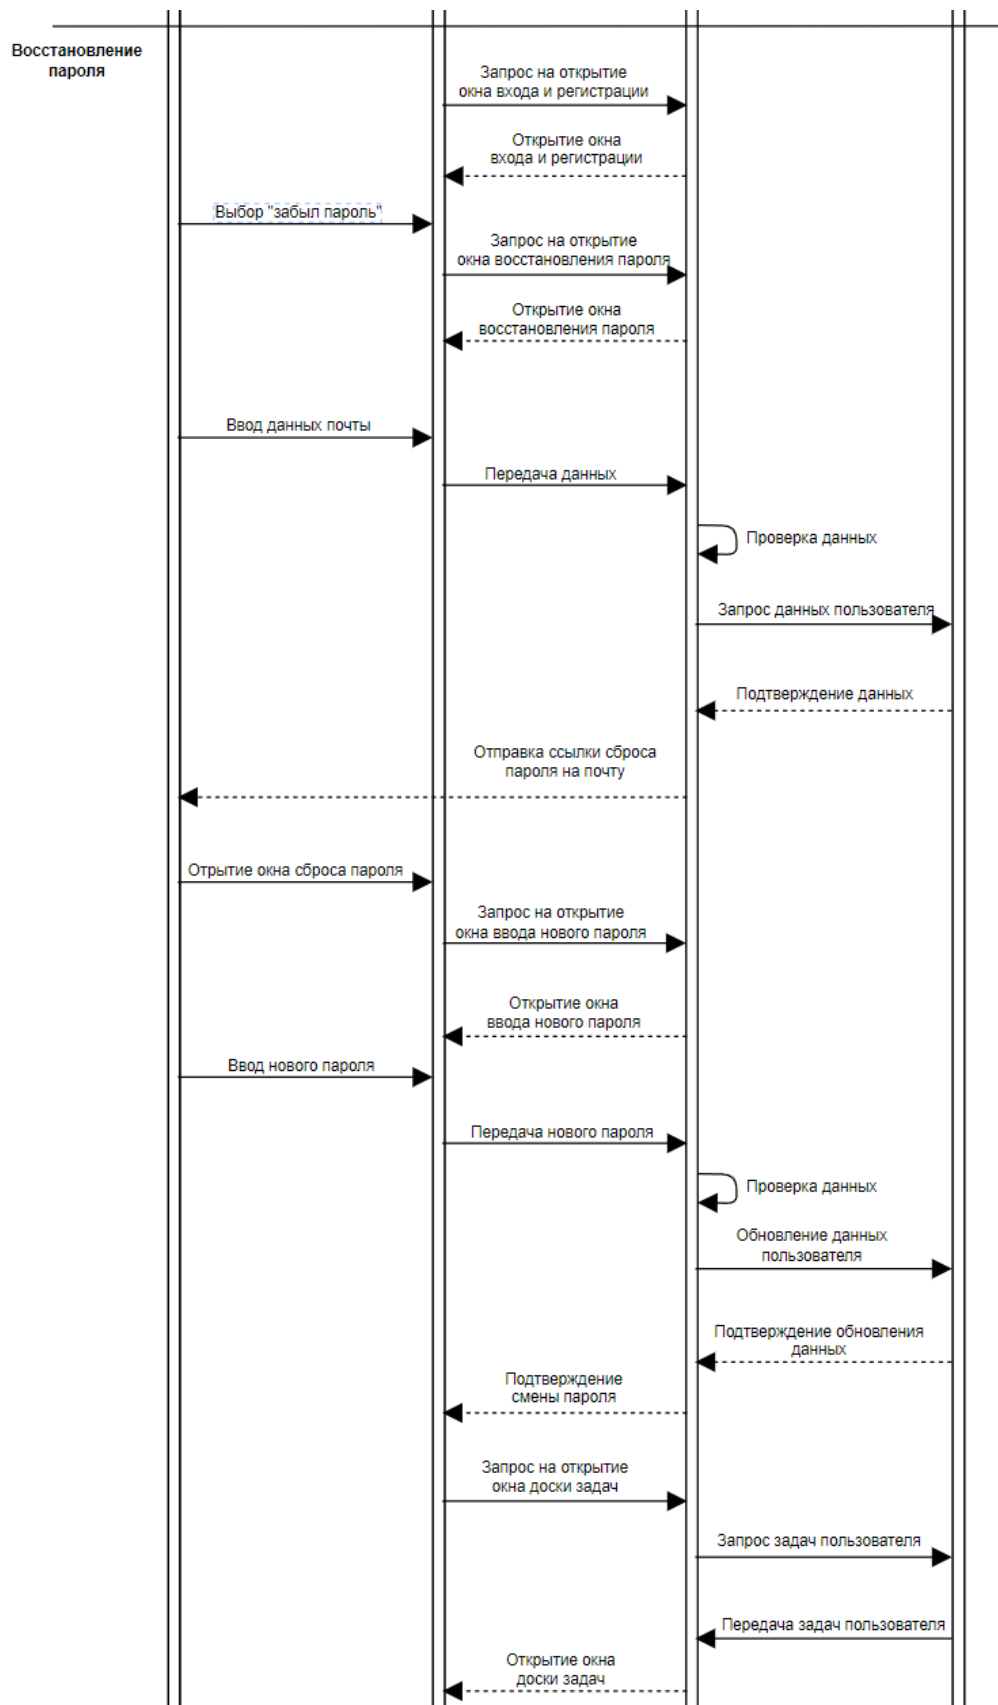 Восстановление
пароля
Запрос на открытие
окна входа и регистрации
Открытие окна
входа и регистрации
Выбор "забыл пароль"
Запрос на открытие
окна восстановления пароля
Открытие окна
восстановления пароля
Ввод данных почты
Передача данных
Проверка данных
Запрос данных пользователя
Подтверждение данных
Отправка ссылки сброса
пароля на почту
Отрытие окна сброса пароля
Запрос на открытие
окна ввода нового пароля
Открытие окна
ввода нового пароля
Ввод нового пароля
Передача нового пароля
Проверка данных
Обновление данных
пользователя
Подтверждение обновления
данных
Подтверждение
смены пароля
Запрос на открытие
окна доски задач
Запрос задач пользователя
Передача задач пользователя
Открытие окна
доски задач